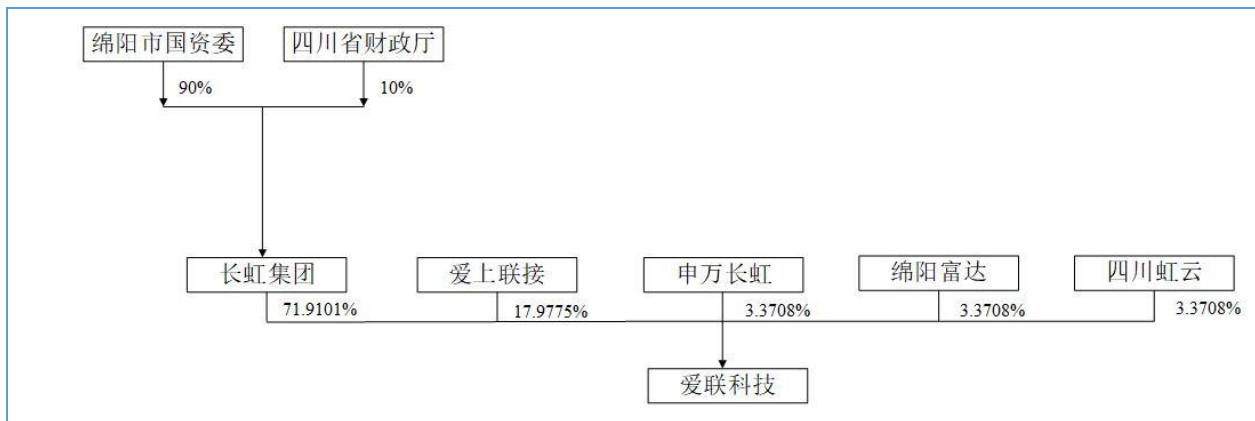 绵阳市国资委
四川省财政厅
90%
10%
长虹集团
爱上联接
申万长虹
绵阳富达
四川虹云
71.9101%
17.9775%
3.3708%
3.3708%
3.3708%
爱联科技